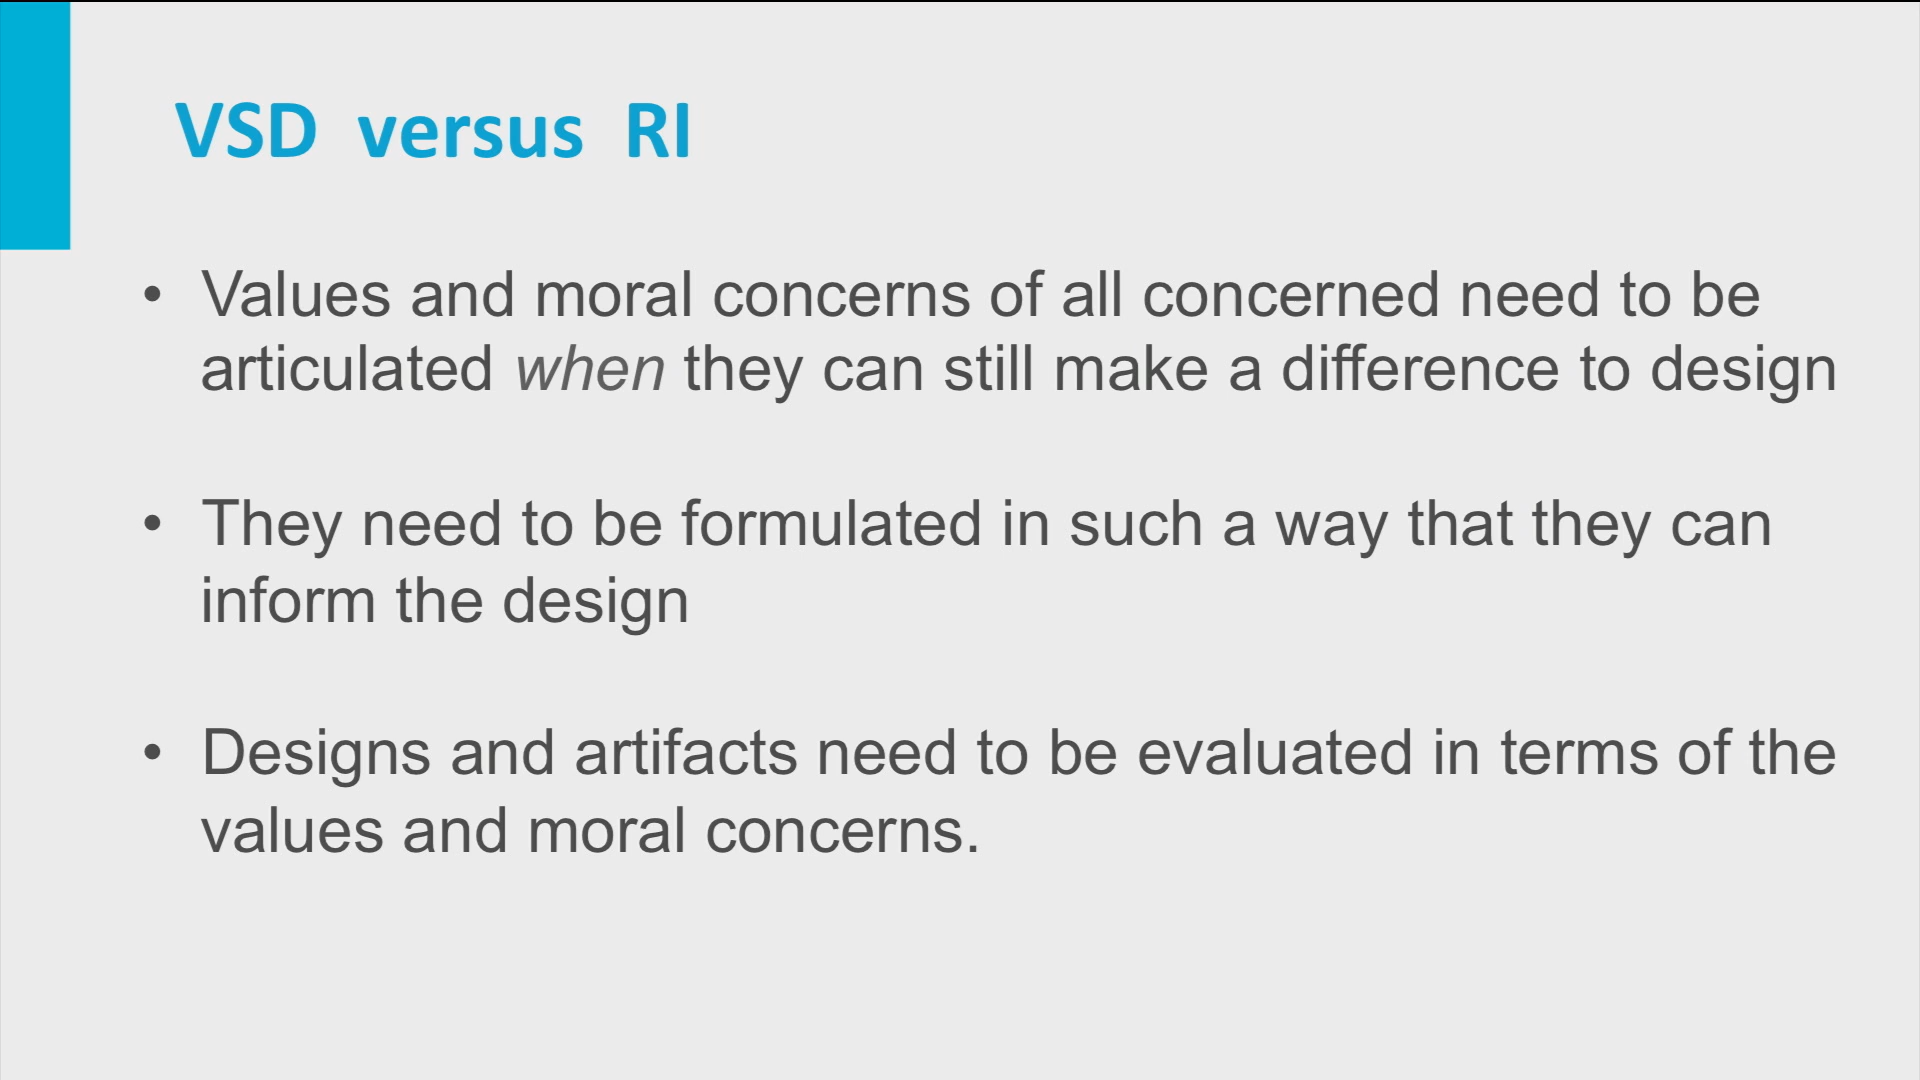 VSD versus RI
• Values and moral concerns of all concerned need to be
articulated when they can still make a difference to design
• They need to be formulated in such a way that they can
inform the design
• Designs and artifacts need to be evaluated in terms of the
values and moral concerns.